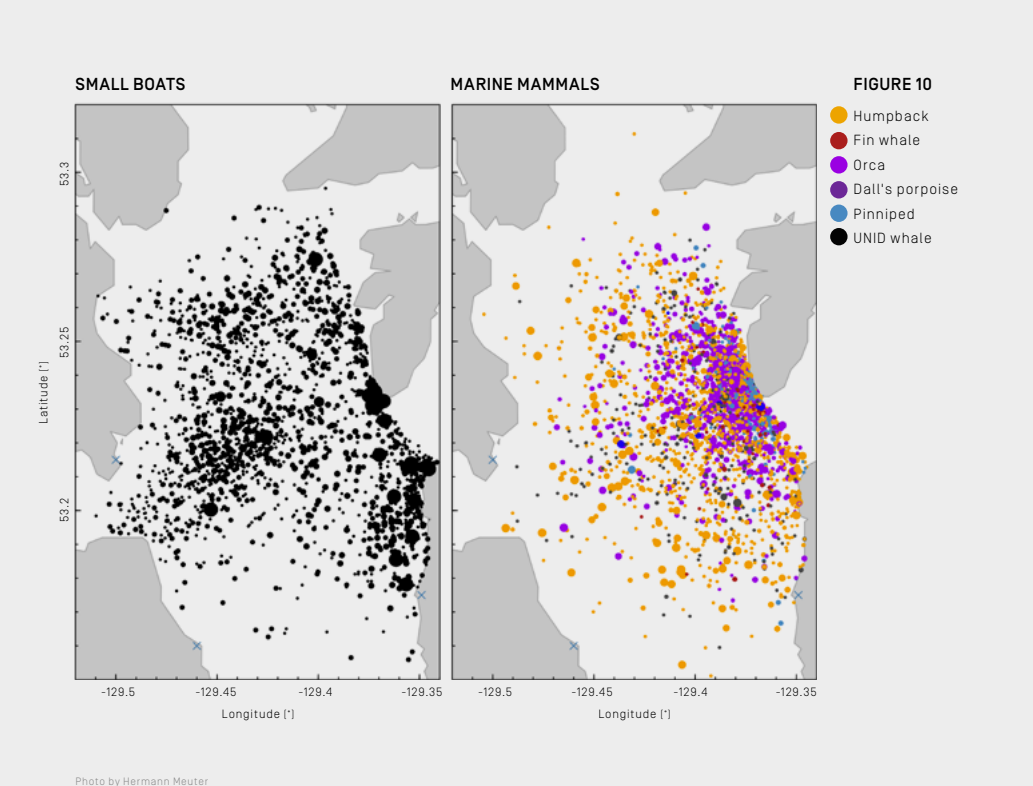 SMALL BOATS
MARINE MAMMALS
FIGURE 10
Humpback
Fin whale
Orca
Dall's porpoise
Pinniped
UNID whale
Latitude [°]
53.3
53.25
53.2
-129.5 -129.45 -129.4 -129.35
Longitude [°]
-129.5 -129.45 -129.4 -129.35
Longitude [°]
Photo by Hermann Meuter